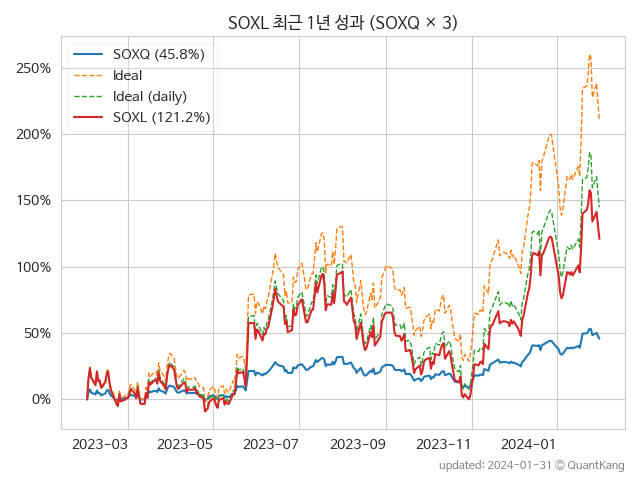 SOXL 최근 1년 성과 (SOXQ × 3)
SOXQ (45.8%)
Ideal
Ideal (daily)
SOXL (121.2%)
250%
200%
150%
100%
50%
0%
2023-03
2023-05
2023-07
2023-09
2023-11
2024-01
updated: 2024-01-31 ⓒ QuantKang